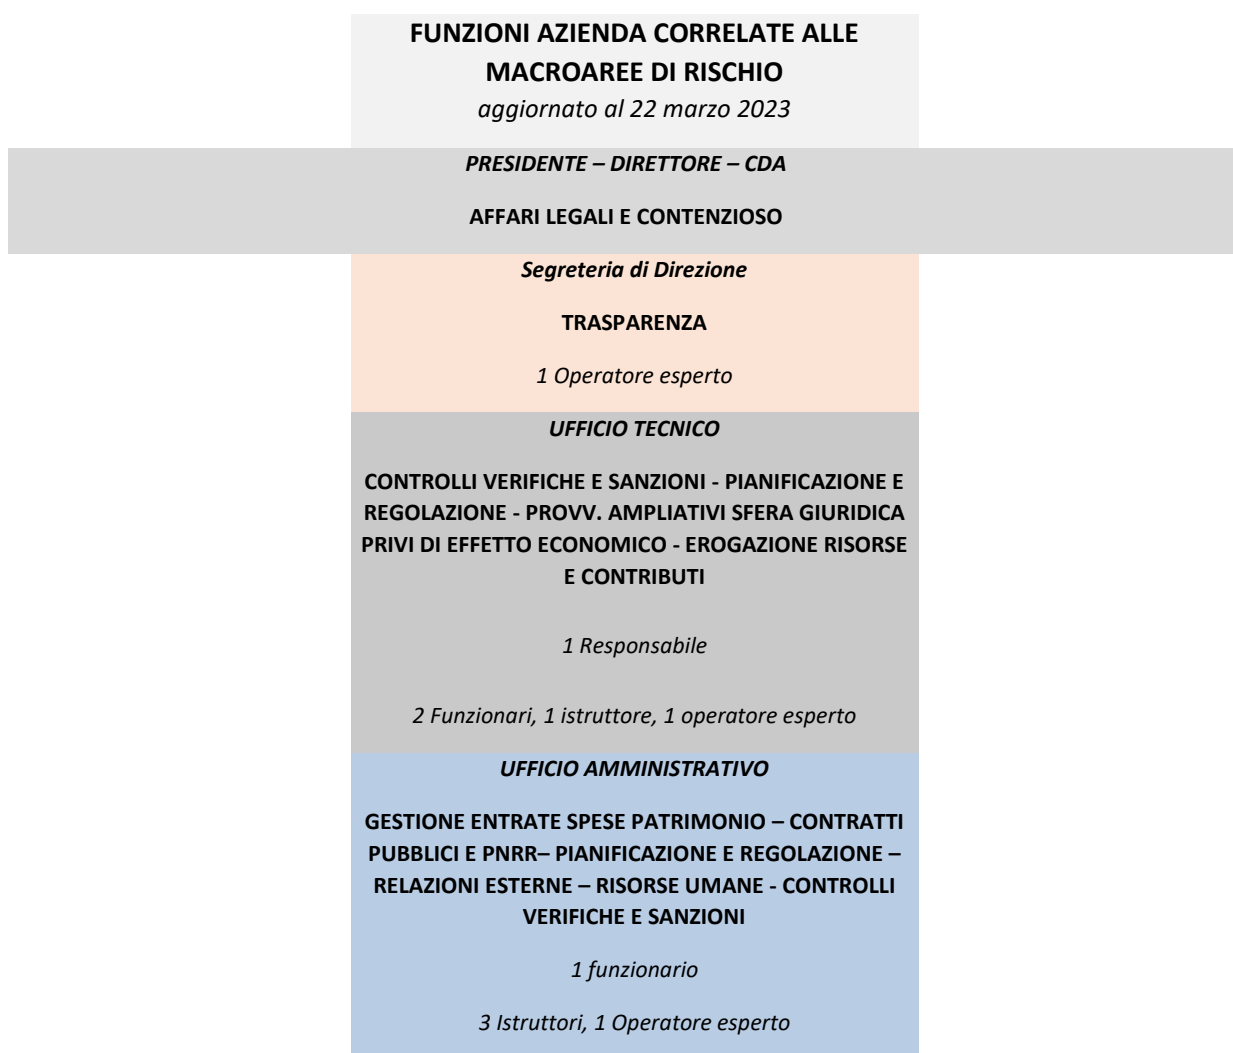 FUNZIONI AZIENDA CORRELATE ALLE
MACROAREE DI RISCHIO
aggiornato al 22 marzo 2023
PRESIDENTE – DIRETTORE – CDA
AFFARI LEGALI E CONTENZIOSO
Segreteria di Direzione
TRASPARENZA
1 Operatore esperto
UFFICIO TECNICO
CONTROLLI VERIFICHE E SANZIONI - PIANIFICAZIONE E
REGOLAZIONE - PROVV. AMPLIATIVI SFERA GIURIDICA
PRIVI DI EFFETTO ECONOMICO - EROGAZIONE RISORSE
E CONTRIBUTI
1 Responsabile
2 Funzionari, 1 istruttore, 1 operatore esperto
UFFICIO AMMINISTRATIVO
GESTIONE ENTRATE SPESE PATRIMONIO – CONTRATTI
PUBBLICI E PNRR– PIANIFICAZIONE E REGOLAZIONE –
RELAZIONI ESTERNE – RISORSE UMANE - CONTROLLI
VERIFICHE E SANZIONI
1 funzionario
3 Istruttori, 1 Operatore esperto